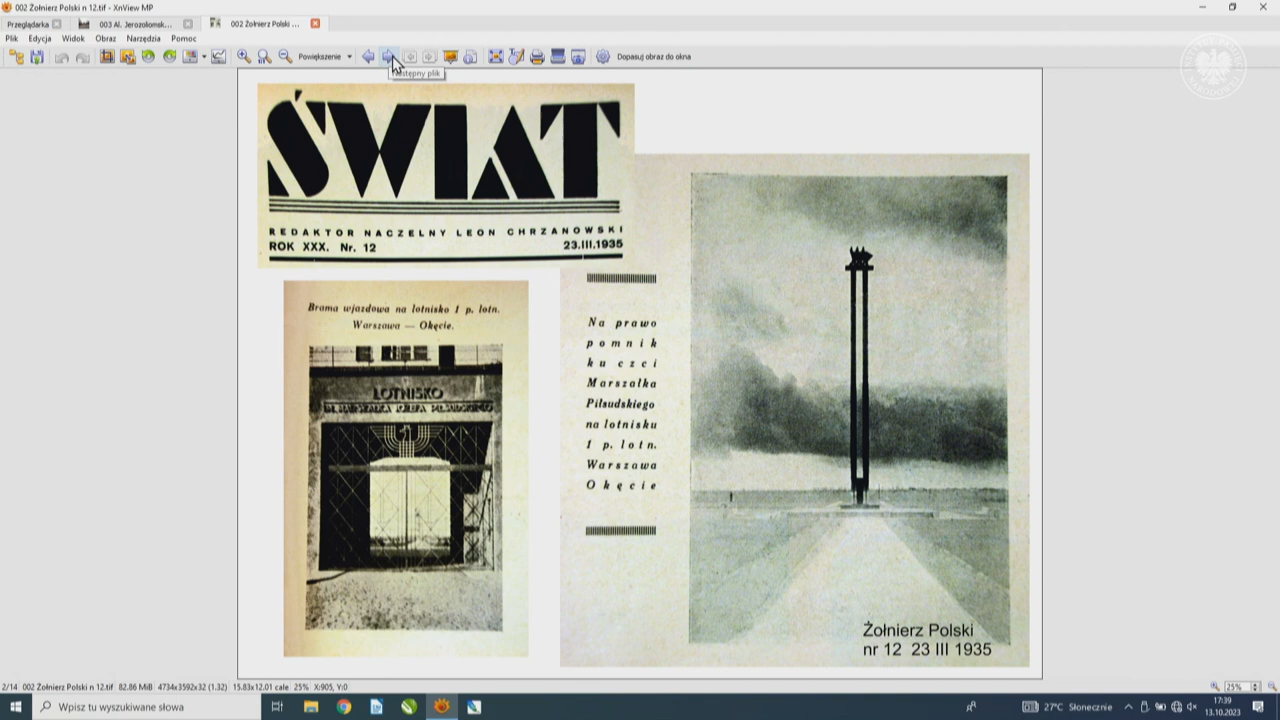 002 Żołnierz Polski n 12.tif - XnView MP
Przeglądarka
003 Al. Jerozoliomsk...
002 Żołnierz Polski ...
Plik Edycja Widok Obraz Narzędzia Pomoc
Powiększenie
Dopasuj obraz do okna
Następny plik
ŚWIAT
REDAKTOR NACZELNY LEON CHRZANOWSKI
ROK XXX. Nr. 12 23.III.1935
Brama wjazdowa na lotnisko 1 p. lotn.
Warszawa — Okęcie.
LOTNISKO
IM. MARSZAŁKA JÓZEFA PIŁSUDSKIEGO
Na prawo
pomnik
ku czci
Marszałka
Piłsudskiego
na lotnisku
1 p. lotn.
Warszawa
Okęcie
Żołnierz Polski
nr 12 23 III 1935
2/14 002 Żołnierz Polski n 12.tif 82.86 MiB 4734x3592x32 (1.32) 15.83x12.01 cale 25% X:905, Y:0
25%
Wpisz tu wyszukiwane słowa
27°C Słonecznie
17:39
13.10.2023